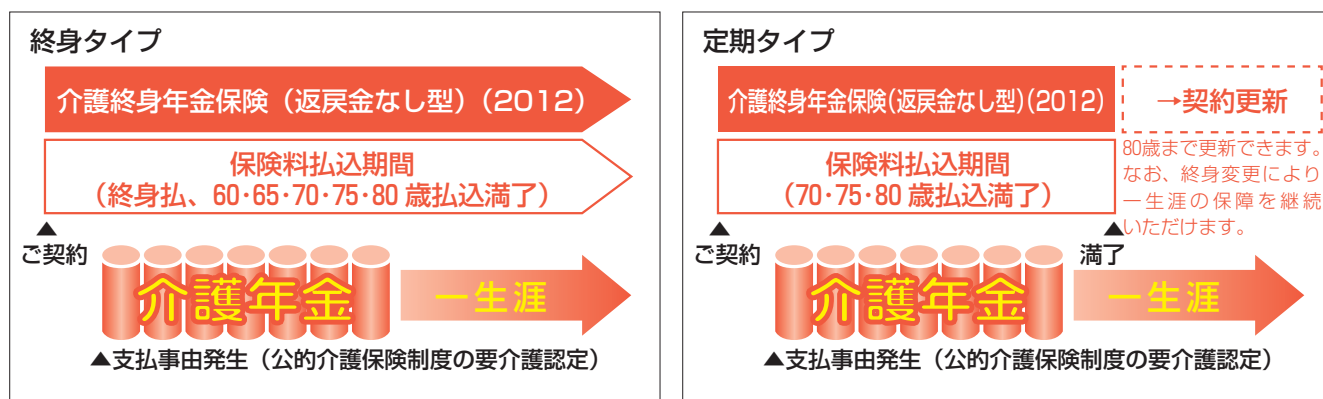 終身タイプ
介護終身年金保険（返戻金なし型）（2012）
保険料払込期間
（終身払、60・65・70・75・80歳払込満了）
▲
ご契約
介護年金
一生涯
▲支払事由発生（公的介護保険制度の要介護認定）
定期タイプ
介護終身年金保険(返戻金なし型)(2012)
→契約更新
保険料払込期間
（70・75・80歳払込満了）
80歳まで更新できます。
なお、終身変更により
一生涯の保障を継続
いただけます。
▲
ご契約
▲
満了
介護年金
一生涯
▲支払事由発生（公的介護保険制度の要介護認定）